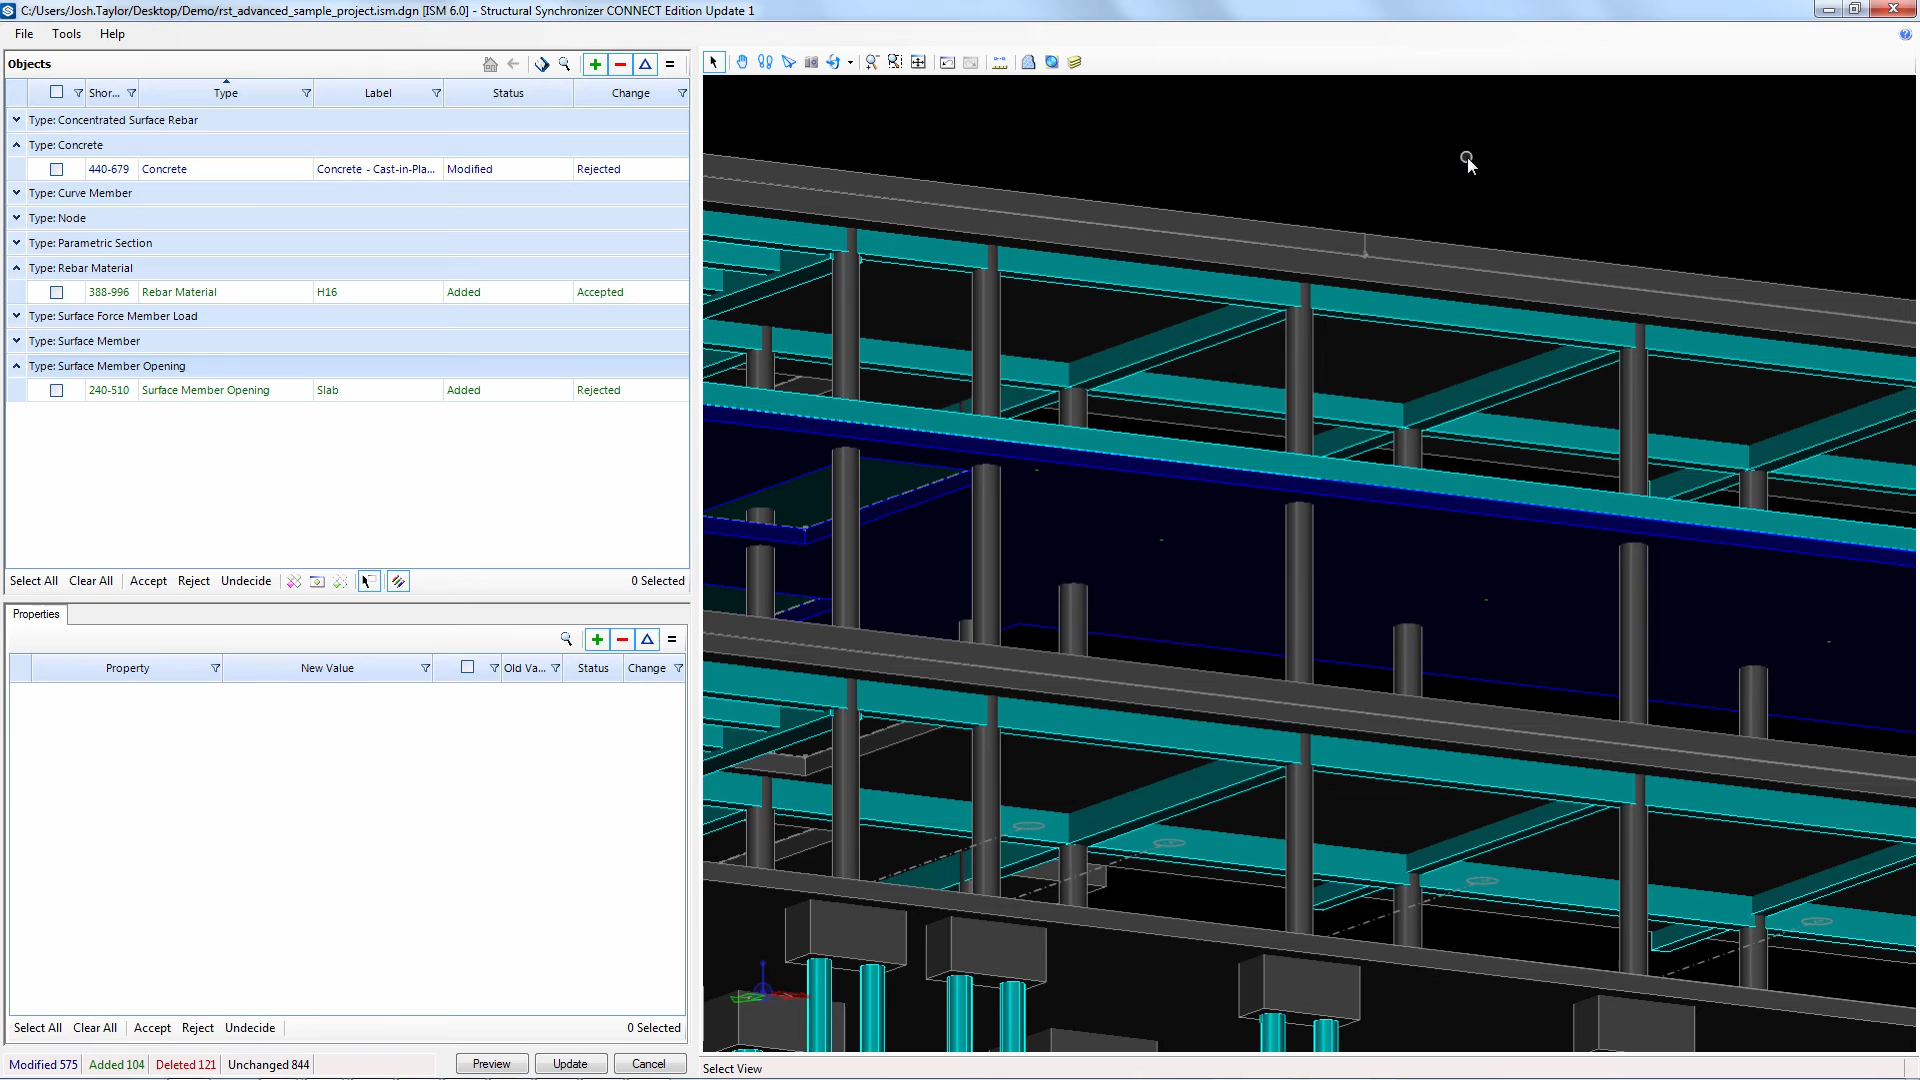 C:/Users/Josh.Taylor/Desktop/Demo/rst_advanced_sample_project.ism.dgn [ISM 6.0] - Structural Synchronizer CONNECT Edition Update 1
File Tools Help
Objects
Shor... Type Label Status Change
Type: Concentrated Surface Rebar
Type: Concrete
440-679 Concrete Concrete - Cast-in-Pla... Modified Rejected
Type: Curve Member
Type: Node
Type: Parametric Section
Type: Rebar Material
388-996 Rebar Material H16 Added Accepted
Type: Surface Force Member Load
Type: Surface Member
Type: Surface Member Opening
240-510 Surface Member Opening Slab Added Rejected
Select All Clear All Accept Reject Undecide 0 Selected
Properties
Property New Value Old Va... Status Change
Select All Clear All Accept Reject Undecide 0 Selected
Modified 575 Added 104 Deleted 121 Unchanged 844 Preview Update Cancel
Select View